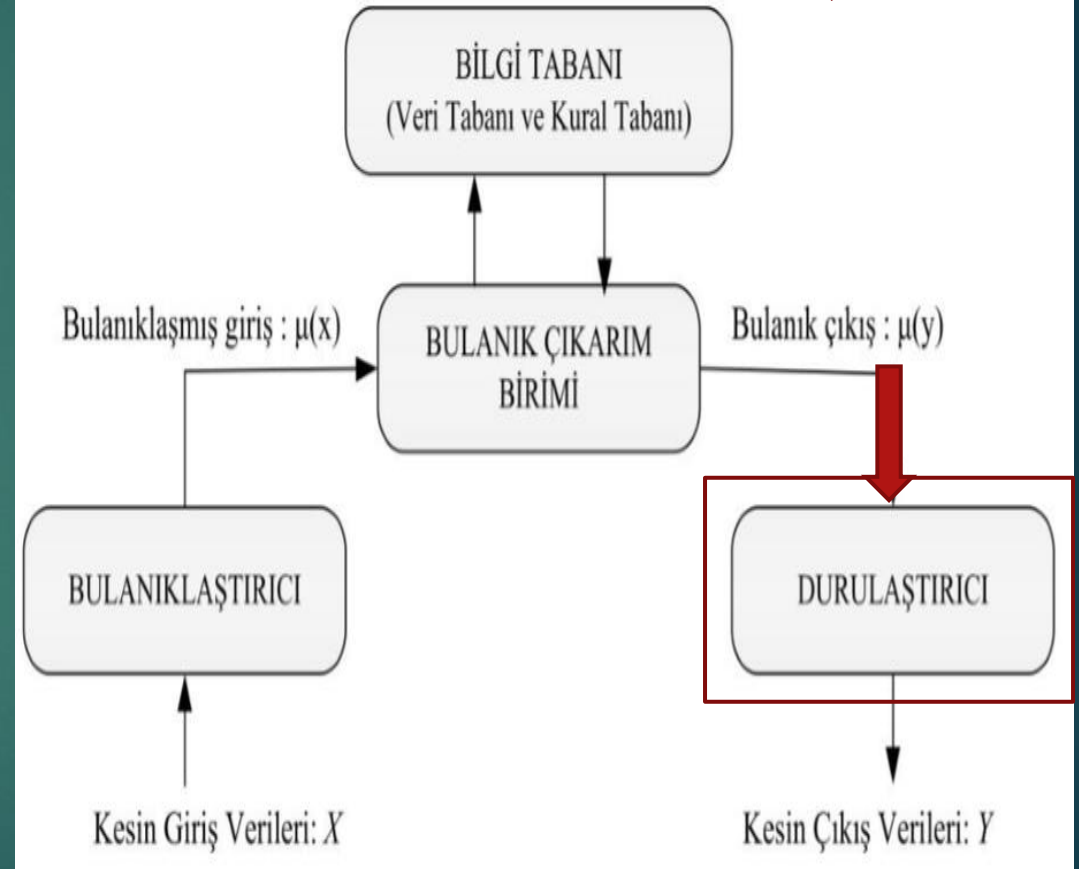 BİLGİ TABANI
(Veri Tabanı ve Kural Tabanı)
Bulanıklaşmış giriş : μ(x)
BULANIK ÇIKARIM
BİRİMİ
Bulanık çıkış : μ(y)
BULANIKLAŞTIRICI
DURULAŞTIRICI
Kesin Giriş Verileri: X
Kesin Çıkış Verileri: Y